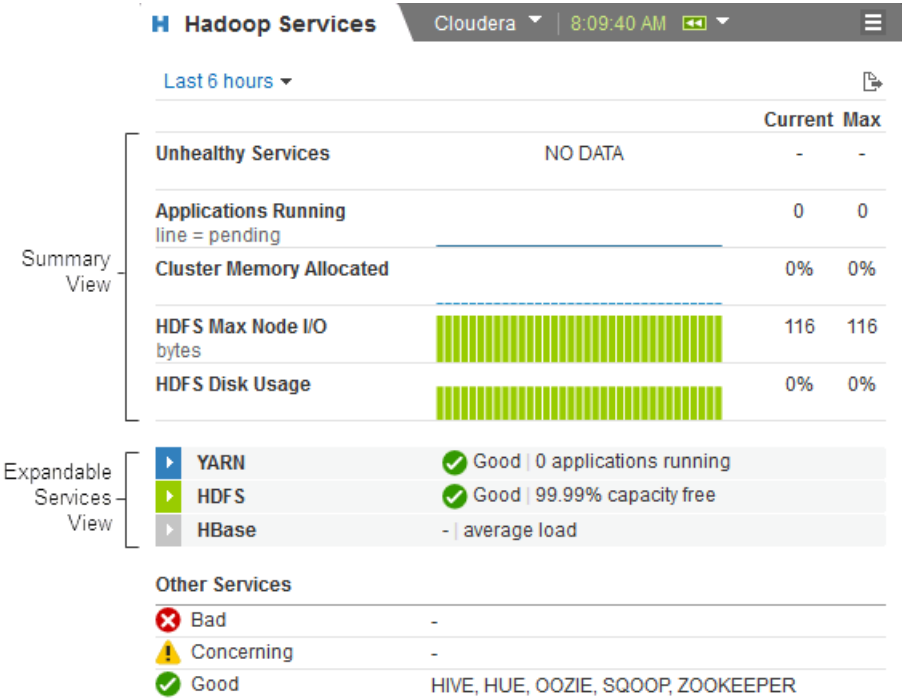 H Hadoop Services Cloudera 8:09:40 AM
Last 6 hours
Current Max
Unhealthy Services NO DATA - -
Applications Running 0 0
line = pending
Summary View
Cluster Memory Allocated 0% 0%
HDFS Max Node I/O 116 116
bytes
HDFS Disk Usage 0% 0%
Expandable Services View
YARN Good | 0 applications running
HDFS Good | 99.99% capacity free
HBase - | average load
Other Services
Bad -
Concerning -
Good HIVE, HUE, OOZIE, SQOOP, ZOOKEEPER